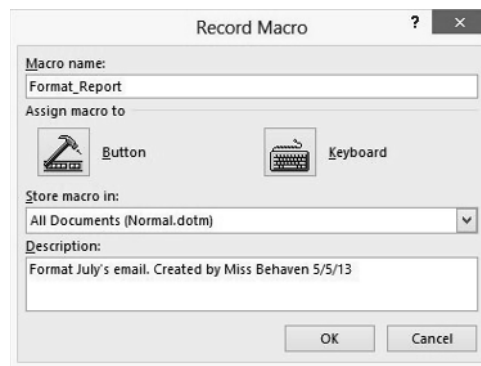 Record Macro
?
×
Macro name:
Format_Report
Assign macro to
Button
Keyboard
Store macro in:
All Documents (Normal.dotm)
Description:
Format July's email. Created by Miss Behaven 5/5/13
OK
Cancel